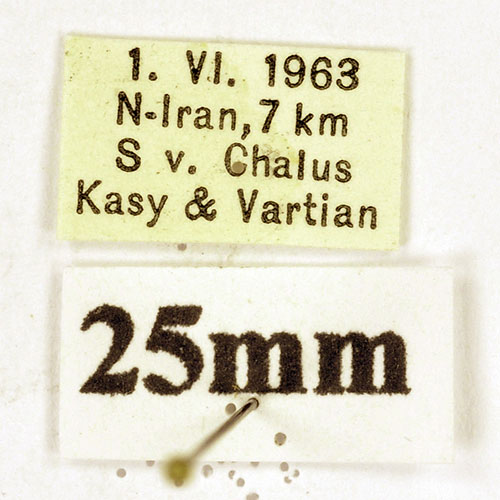 1. VI. 1963
N-Iran, 7 km
S v. Chalus
Kasy & Vartian
25mm